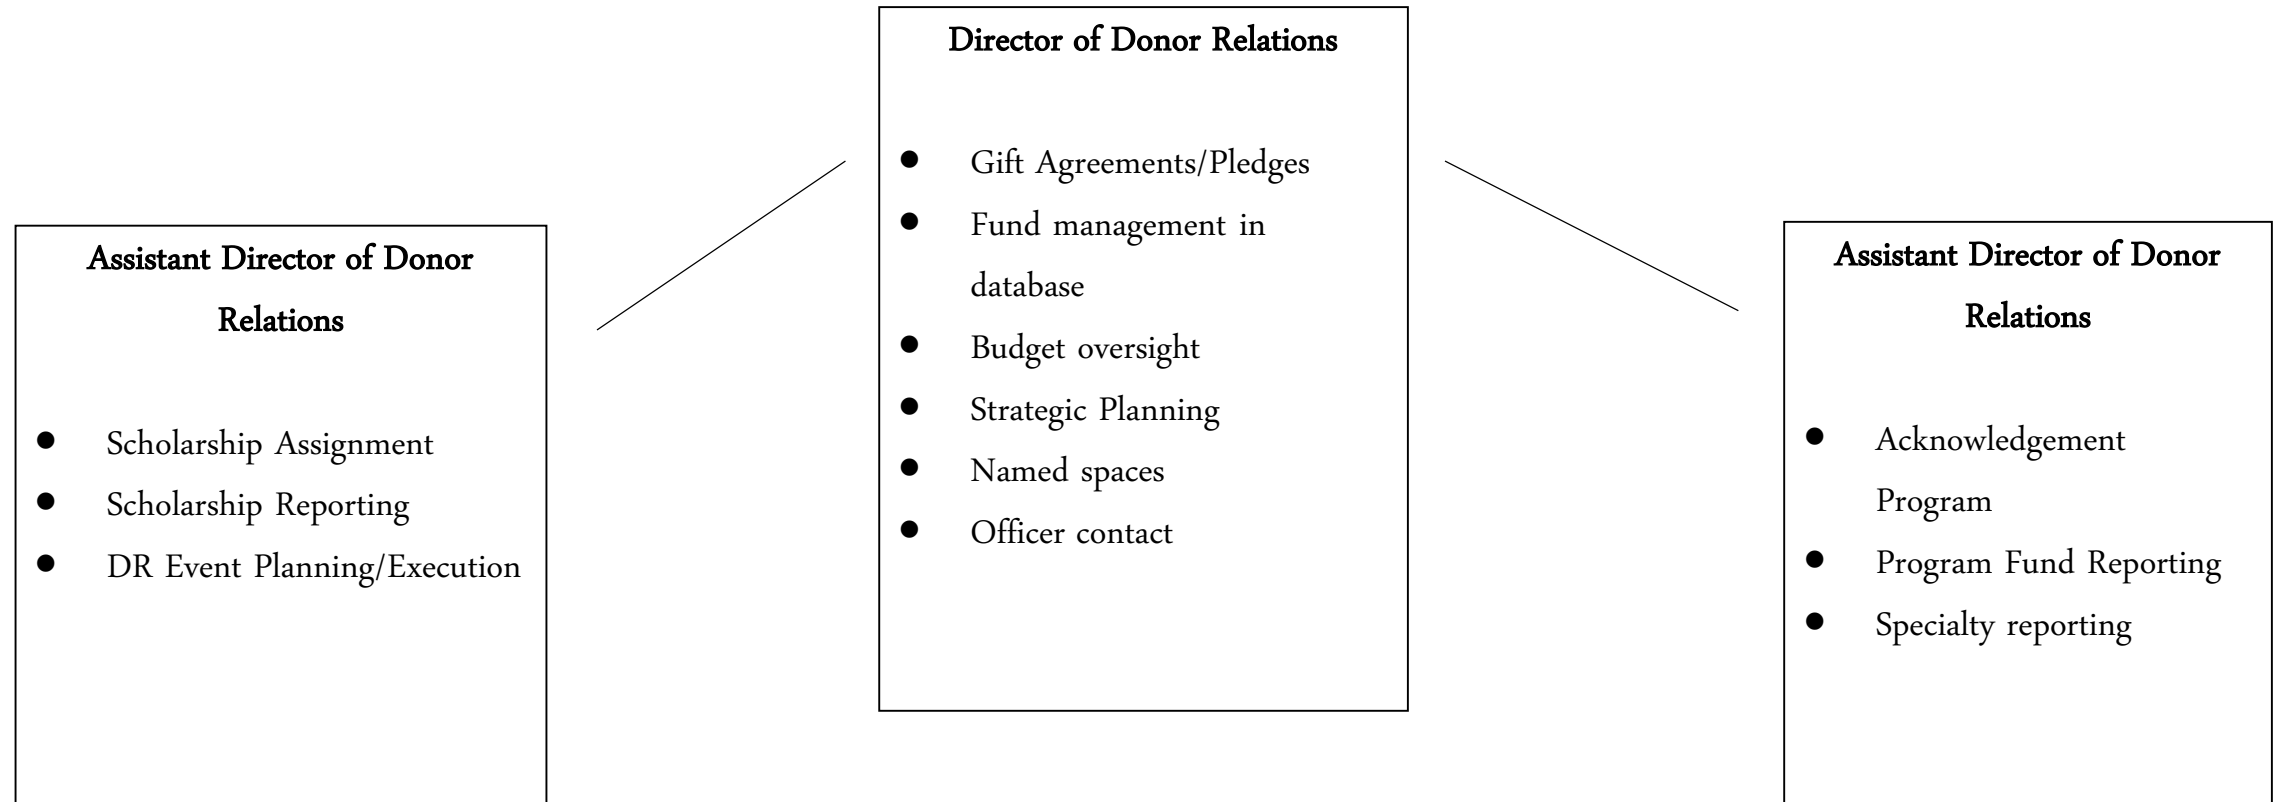 Director of Donor Relations
● Gift Agreements/Pledges
● Fund management in
database
● Budget oversight
● Strategic Planning
● Named spaces
● Officer contact
Assistant Director of Donor
Relations
● Scholarship Assignment
● Scholarship Reporting
● DR Event Planning/Execution
Assistant Director of Donor
Relations
● Acknowledgement
Program
● Program Fund Reporting
● Specialty reporting